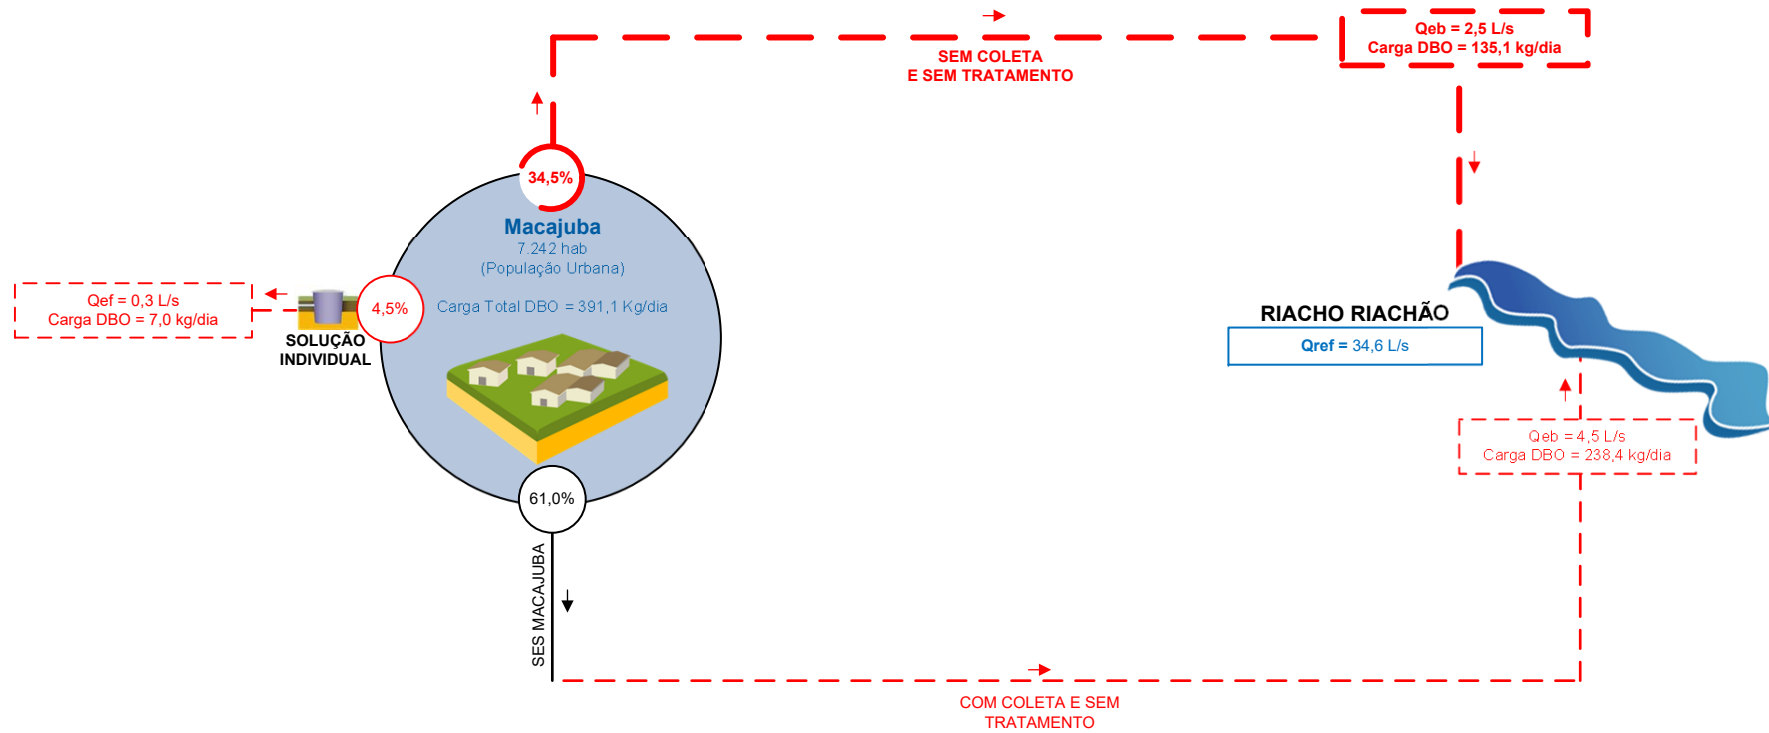 Qeb = 2,5 L/s
Carga DBO = 135,1 kg/dia
SEM COLETA
E SEM TRATAMENTO
34,5%
Macajuba
7.242 hab
(População Urbana)
Carga Total DBO = 391,1 Kg/dia
Qef = 0,3 L/s
Carga DBO = 7,0 kg/dia
4,5%
SOLUÇÃO
INDIVIDUAL
RIACHO RIACHÃO
Qref = 34,6 L/s
Qeb = 4,5 L/s
Carga DBO = 238,4 kg/dia
61,0%
SES MACAJUBA
COM COLETA E SEM
TRATAMENTO